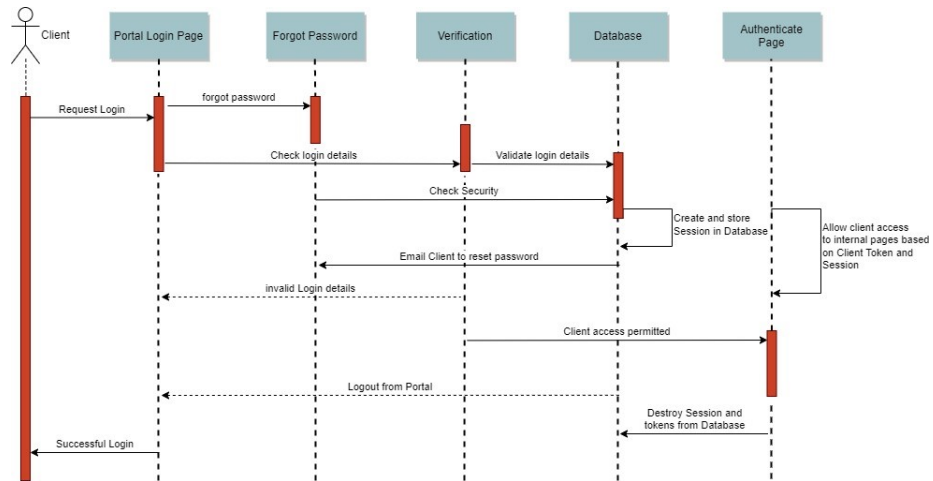 Client
Portal Login Page
Forgot Password
Verification
Database
Authenticate
Page
forgot password
Request Login
Check login details
Validate login details
Check Security
Create and store
Session in Database
Allow client access
to internal pages based
on Client Token and
Session
Email Client to reset password
invalid Login details
Client access permitted
Logout from Portal
Destroy Session and
tokens from Database
Successful Login